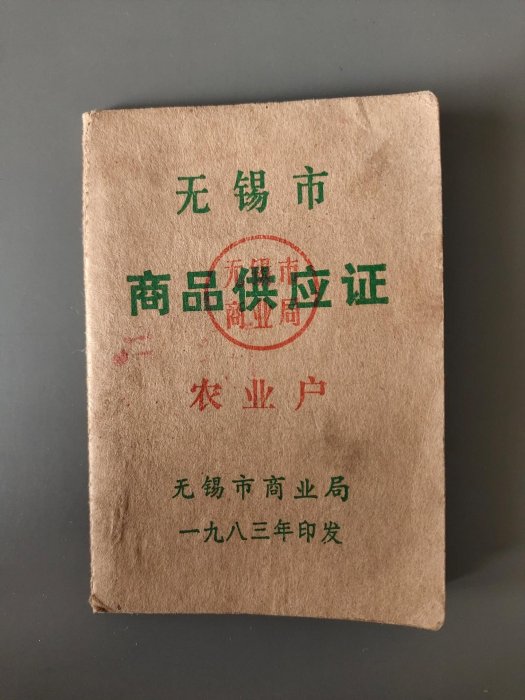 无锡市
商品供应证
无锡市
商业局
农业户
无锡市商业局
一九八三年印发